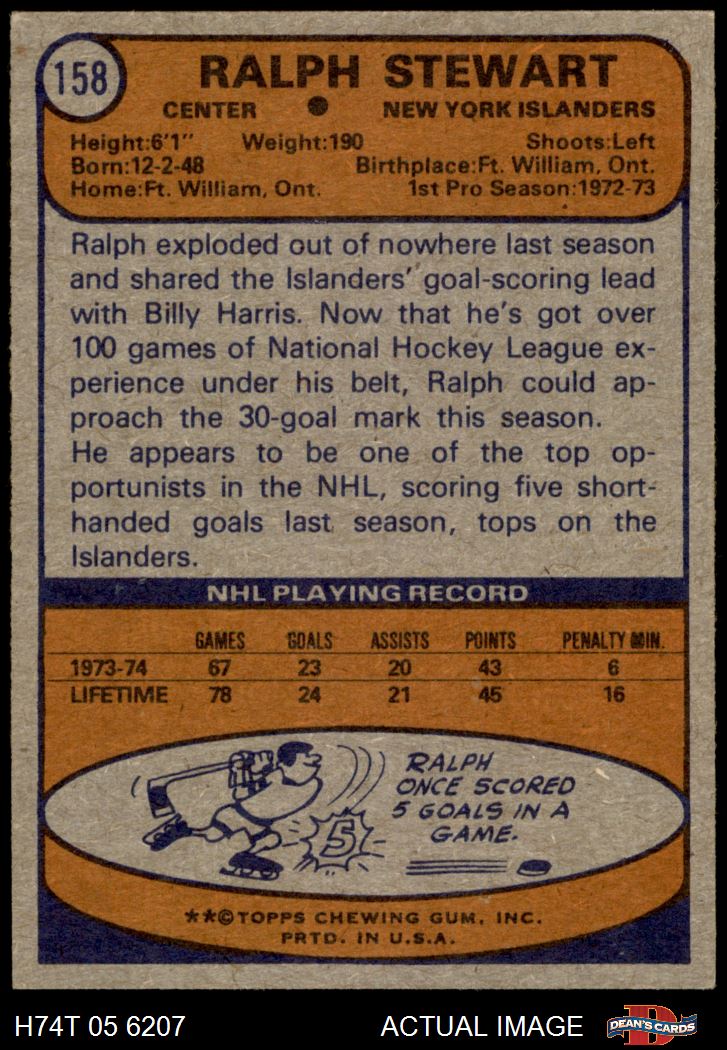 158
RALPH STEWART
CENTER ● NEW YORK ISLANDERS
Height:6'1" Weight:190 Shoots:Left
Born:12-2-48 Birthplace:Ft. William, Ont.
Home:Ft. William, Ont. 1st Pro Season:1972-73
Ralph exploded out of nowhere last season
and shared the Islanders' goal-scoring lead
with Billy Harris. Now that he's got over
100 games of National Hockey League ex-
perience under his belt, Ralph could ap-
proach the 30-goal mark this season.
He appears to be one of the top op-
portunists in the NHL, scoring five short-
handed goals last season, tops on the
Islanders.
NHL PLAYING RECORD
GAMES GOALS ASSISTS POINTS PENALTY MIN.
1973-74 67 23 20 43 6
LIFETIME 78 24 21 45 16
RALPH
ONCE SCORED
5 GOALS IN A
GAME.
5
**©TOPPS CHEWING GUM, INC.
PRTD. IN U.S.A.
H74T 05 6207 ACTUAL IMAGE D DEAN'S CARDS